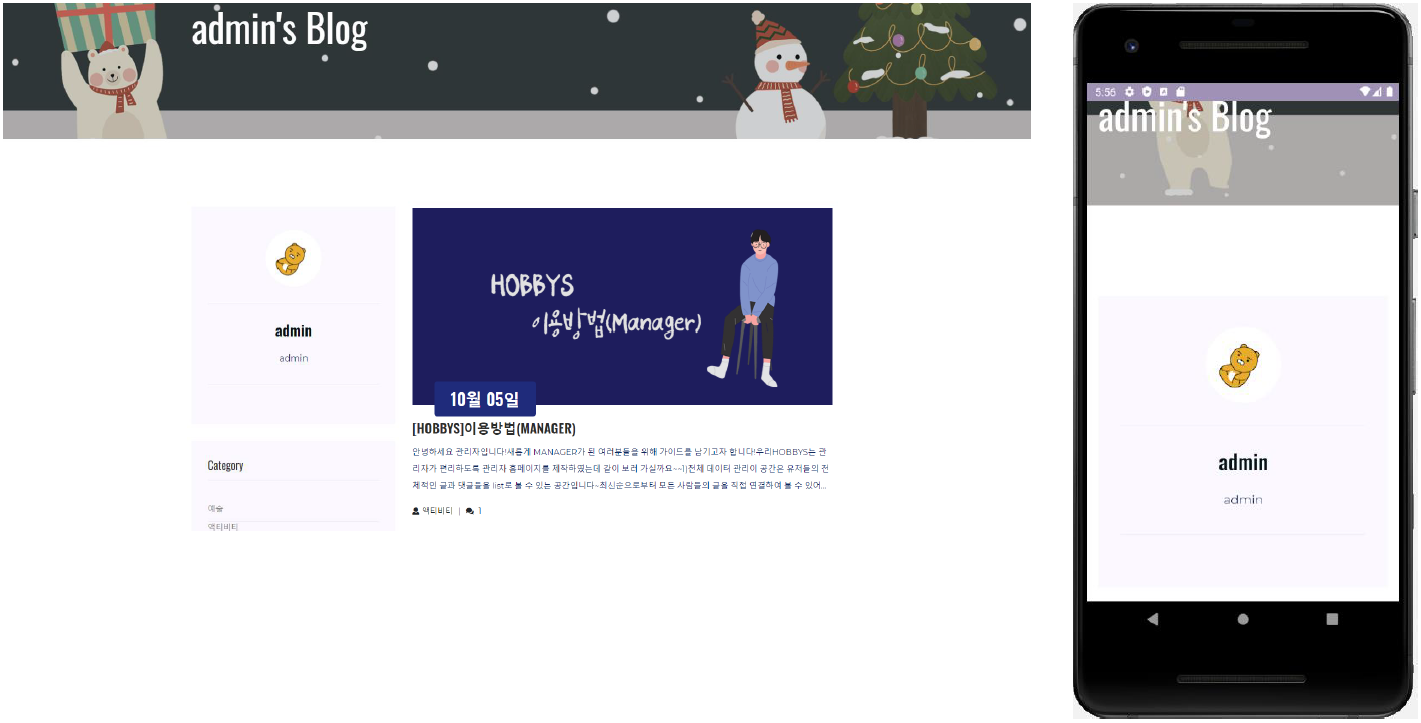 admin's Blog
HOBBYS
이용방법(Manager)
admin
admin
10월 05일
[HOBBYS]이용방법(MANAGER)
안녕하세요 관리자입니다!새롭게 MANAGER가 된 여러분들을 위해 가이드를 남기고자 합니다!우리HOBBYS는 관
리자가 편리하도록 관리자 홈페이지를 제작하였는데 같이 보러 가실까요~~1)전체 데이터 관리이 공간은 유저들의 전
체적인 글과 댓글들을 list로 볼 수 있는 공간입니다~최신순으로부터 모든 사람들의 글을 직접 연결하여 볼 수 있어...
액티비티 | 1
Category
예술
액티비티
5:56
admin's Blog
admin
admin